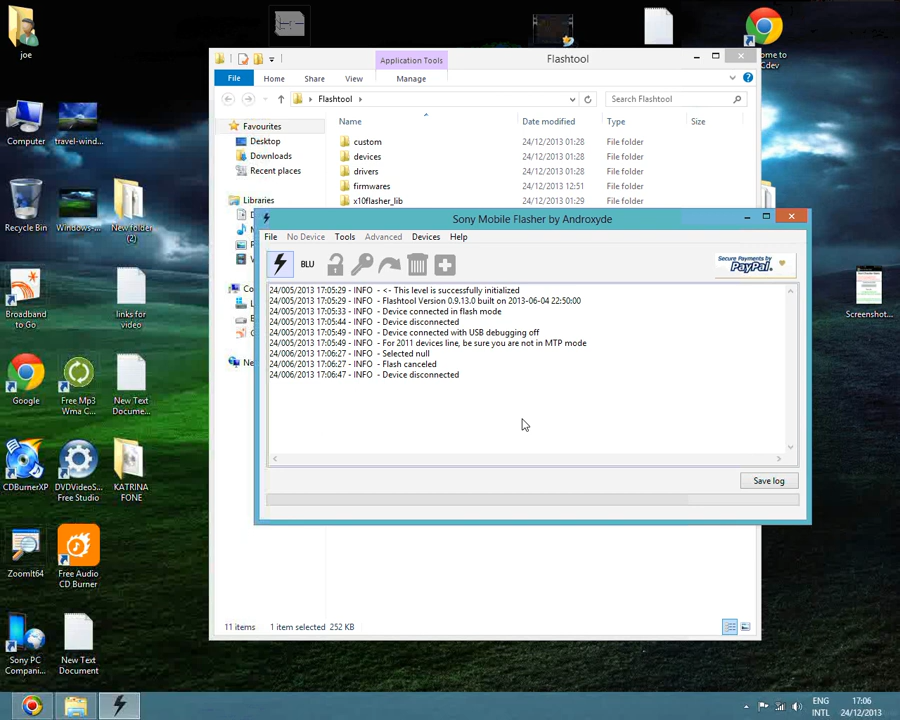 joe
Computer
travel-wind...
Recycle Bin
Windows-...
New folder (2)
Broadband to Go
links for video
Google
Free Mp3 Wma C...
New Text Docume...
CDBurnerXP
DVDVideoS... Free Studio
KATRINA FONE
ZoomIt64
Free Audio CD Burner
Sony PC Compani...
New Text Document
Cdev
Screenshot...
Application Tools
Flashtool
File
Home
Share
View
Manage
Flashtool
Search Flashtool
Favourites
Desktop
Downloads
Recent places
Libraries
Name
Date modified
Type
Size
custom
24/12/2013 01:28
File folder
devices
24/12/2013 01:28
File folder
drivers
24/12/2013 01:28
File folder
firmwares
24/12/2013 12:51
File folder
x10flasher_lib
24/12/2013 01:29
File folder
Sony Mobile Flasher by Androxyde
File
No Device
Tools
Advanced
Devices
Help
BLU
Secure Payments by
PayPal
24/005/2013 17:05:29 - INFO - <- This level is successfully initialized
24/005/2013 17:05:29 - INFO - Flashtool Version 0.9.13.0 built on 2013-06-04 22:50:00
24/005/2013 17:05:33 - INFO - Device connected in flash mode
24/005/2013 17:05:44 - INFO - Device disconnected
24/005/2013 17:05:49 - INFO - Device connected with USB debugging off
24/005/2013 17:05:49 - INFO - For 2011 devices line, be sure you are not in MTP mode
24/006/2013 17:06:27 - INFO - Selected null
24/006/2013 17:06:27 - INFO - Flash canceled
24/006/2013 17:06:47 - INFO - Device disconnected
Save log
11 items
1 item selected 252 KB
ENG
INTL
17:06
24/12/2013